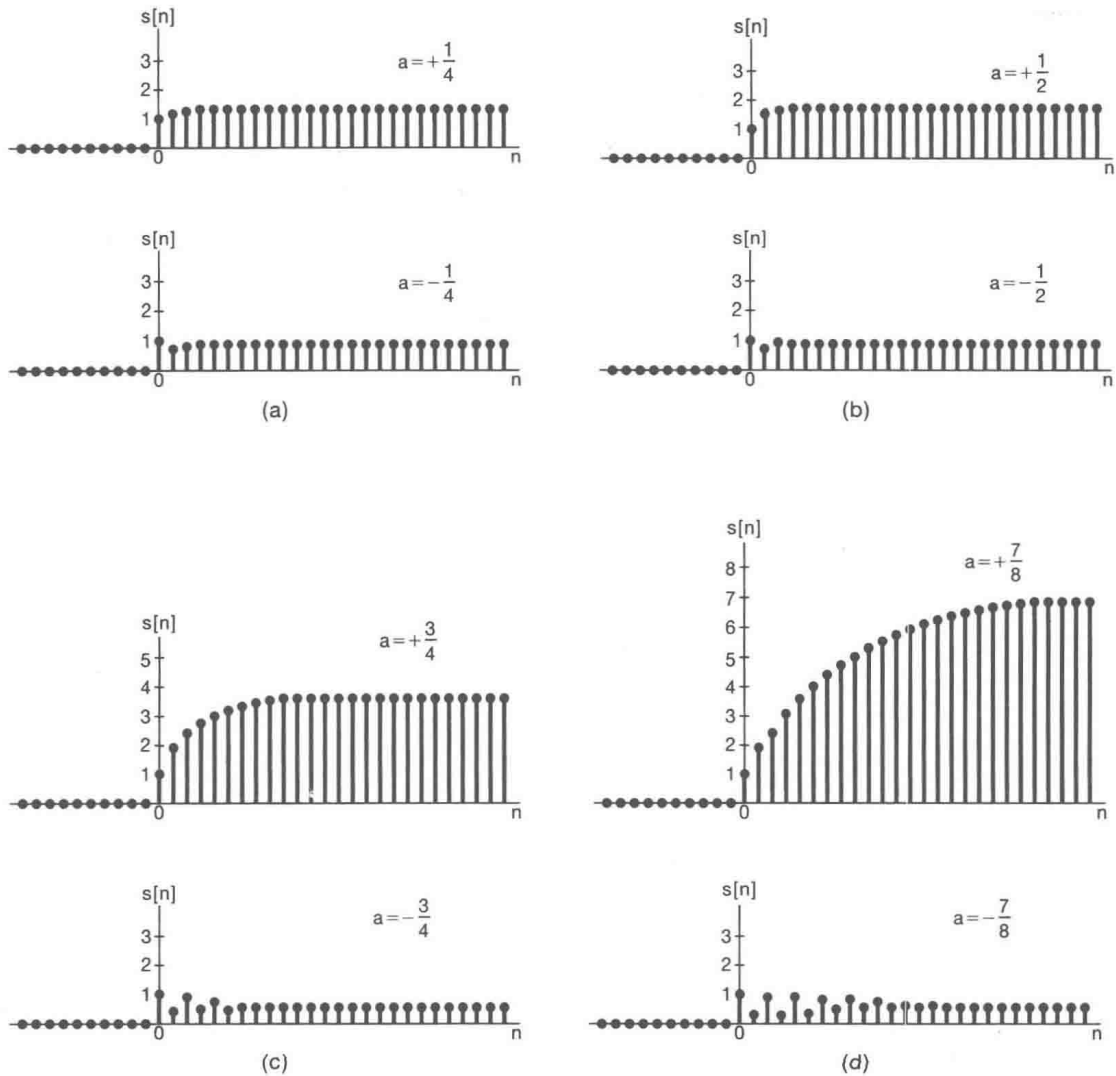 s[n]
3
2
1
0
n
a=+1/4
s[n]
3
2
1
0
n
a=−1/4
(a)
s[n]
3
2
1
0
n
a=+1/2
s[n]
3
2
1
0
n
a=−1/2
(b)
s[n]
5
4
3
2
1
0
n
a=+3/4
s[n]
3
2
1
0
n
a=−3/4
(c)
s[n]
8
7
6
5
4
3
2
1
0
n
a=+7/8
s[n]
3
2
1
0
n
a=−7/8
(d)